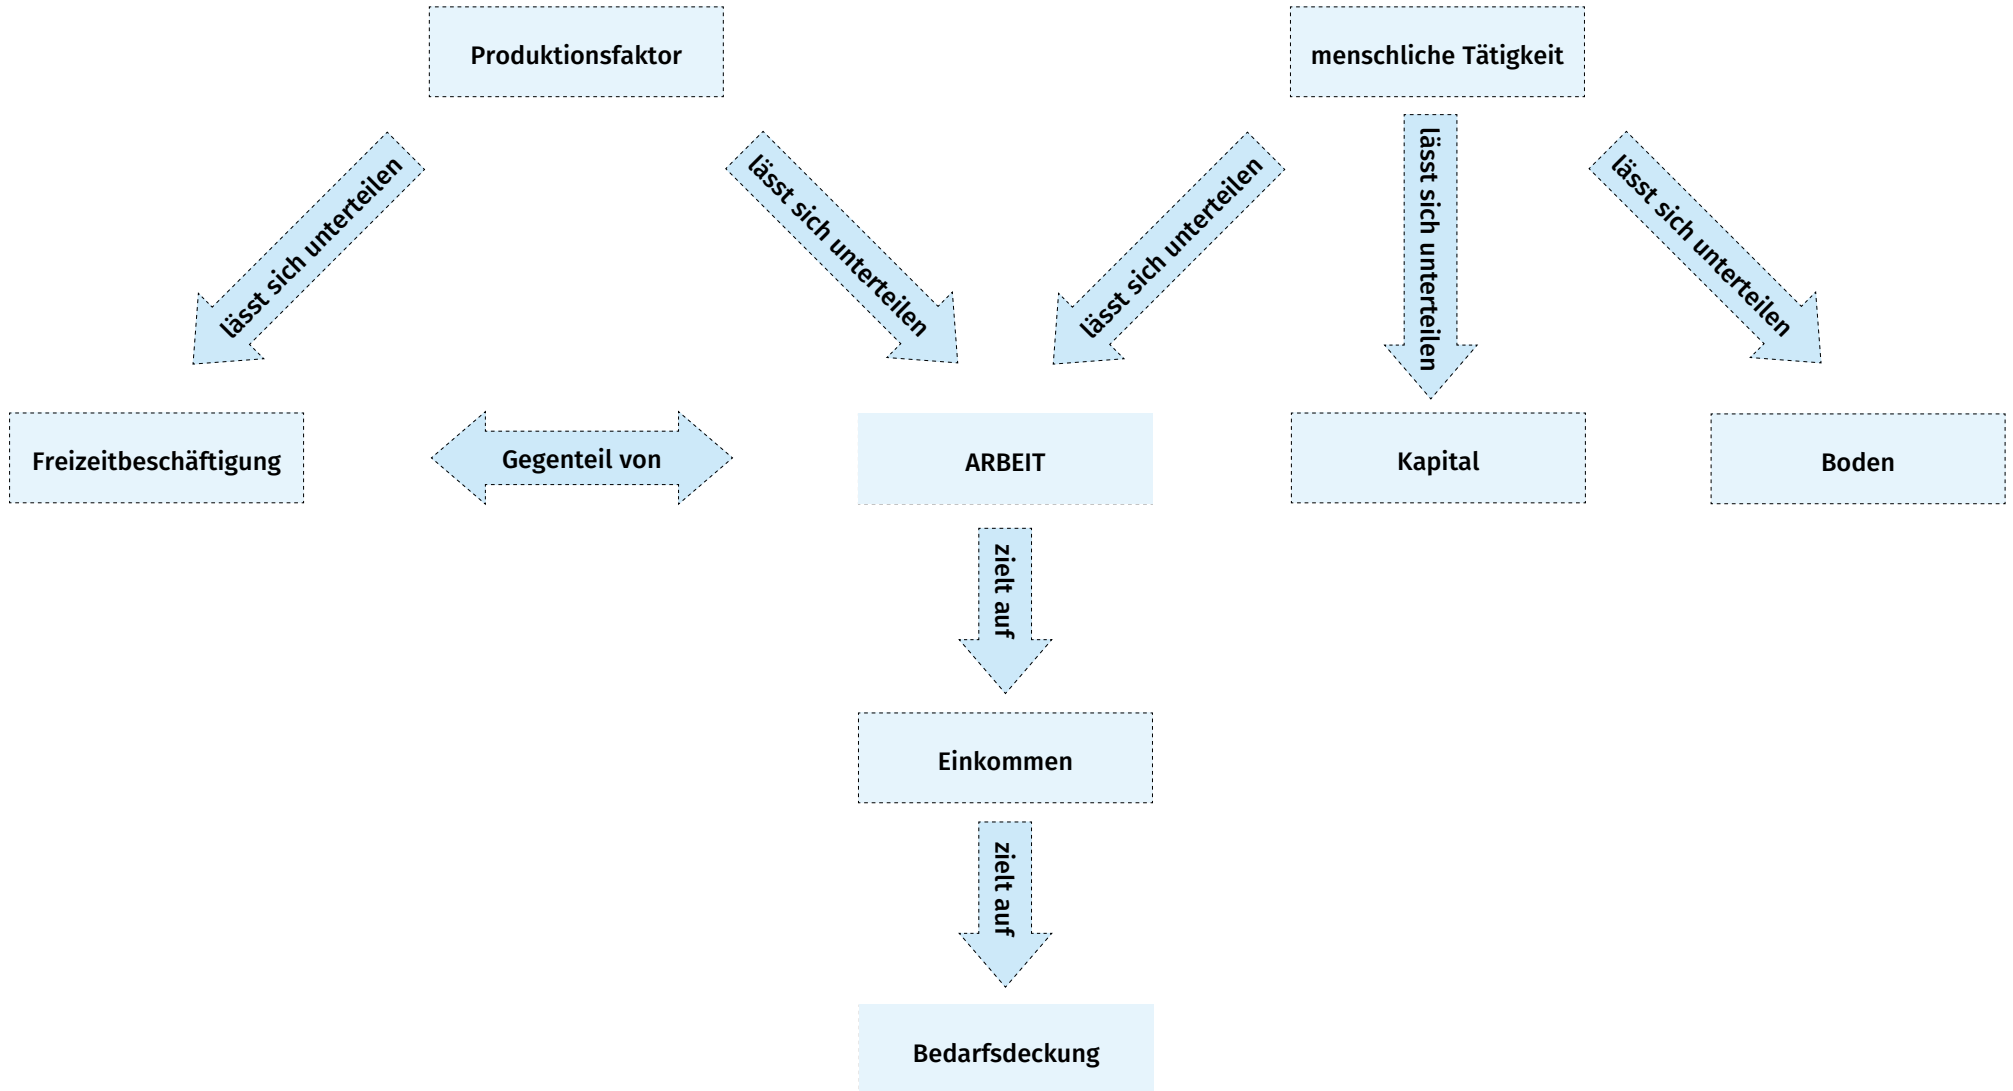 Produktionsfaktor
menschliche Tätigkeit
lässt sich unterteilen
lässt sich unterteilen
lässt sich unterteilen
lässt sich unterteilen
lässt sich unterteilen
Freizeitbeschäftigung
Gegenteil von
ARBEIT
Kapital
Boden
zielt auf
Einkommen
zielt auf
Bedarfsdeckung